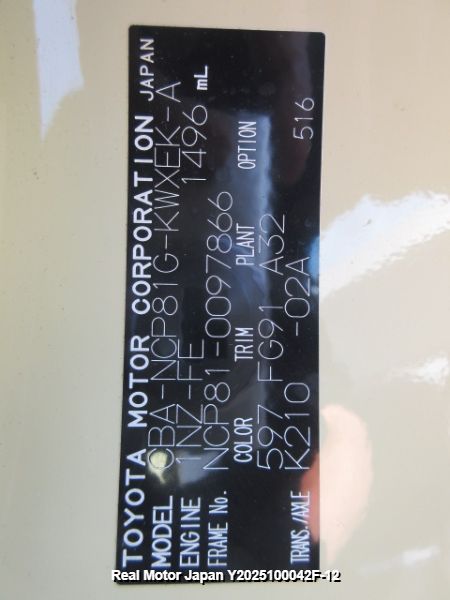 TOYOTA MOTOR CORPORATION JAPAN
MODEL CBA-NCP81G-KWXEK-A
ENGINE 1NZ-FE 1496 mL
FRAME No. NCP81-0097866
COLOR TRIM PLANT OPTION
597 FG91 A32 516
TRANS./AXLE K210 -02A
Real Motor Japan Y2025100042F-12